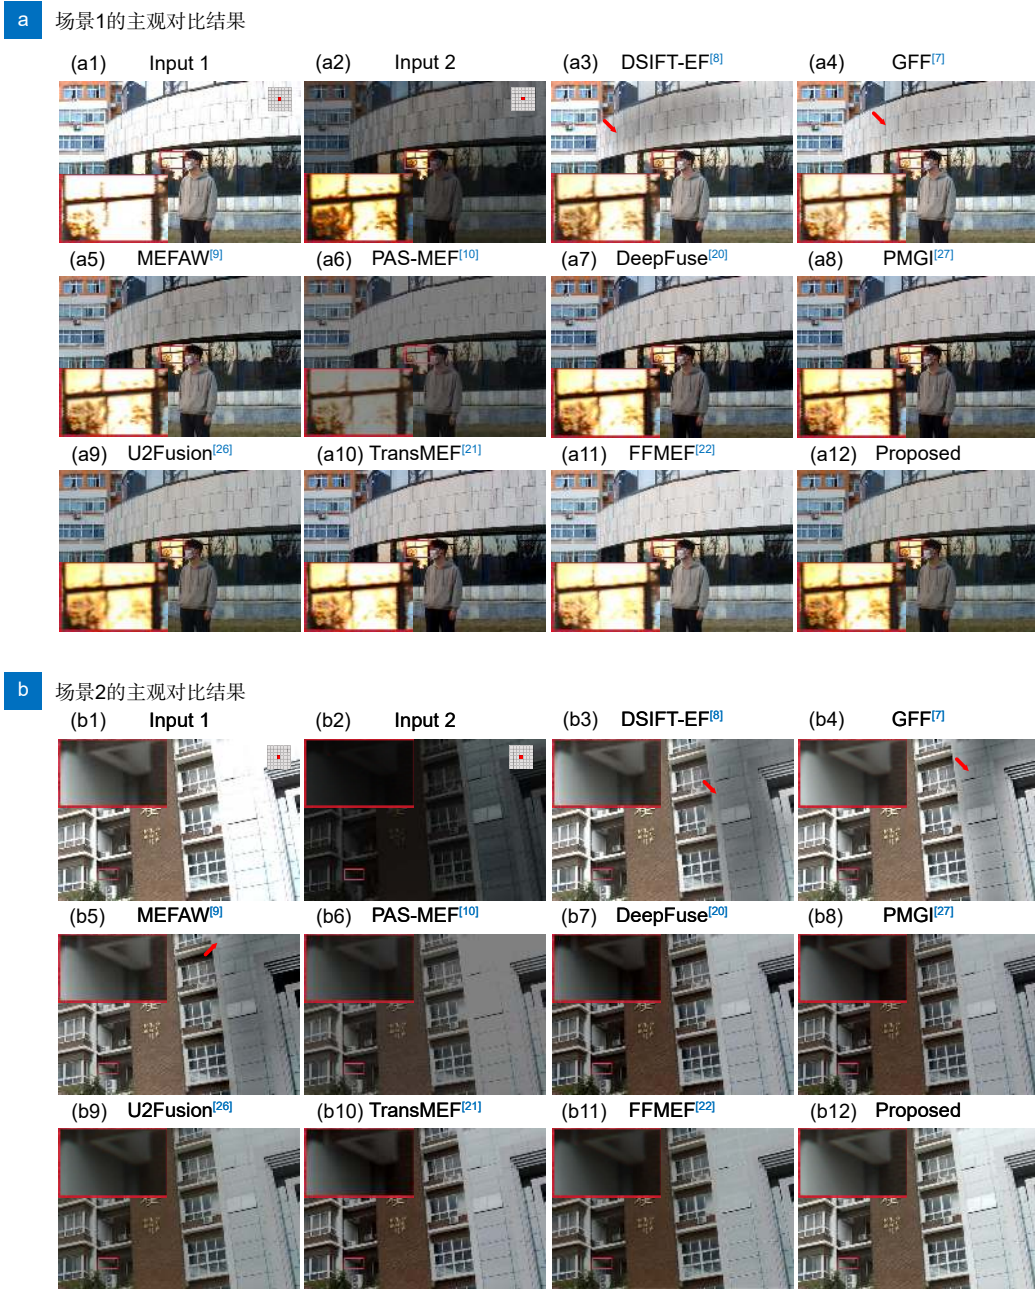 a 场景1的主观对比结果
(a1) Input 1 (a2) Input 2 (a3) DSIFT-EF[8] (a4) GFF[7]
(a5) MEFAW[9] (a6) PAS-MEF[10] (a7) DeepFuse[20] (a8) PMGI[27]
(a9) U2Fusion[26] (a10) TransMEF[21] (a11) FFMEF[22] (a12) Proposed
b 场景2的主观对比结果
(b1) Input 1 (b2) Input 2 (b3) DSIFT-EF[8] (b4) GFF[7]
(b5) MEFAW[9] (b6) PAS-MEF[10] (b7) DeepFuse[20] (b8) PMGI[27]
(b9) U2Fusion[26] (b10) TransMEF[21] (b11) FFMEF[22] (b12) Proposed